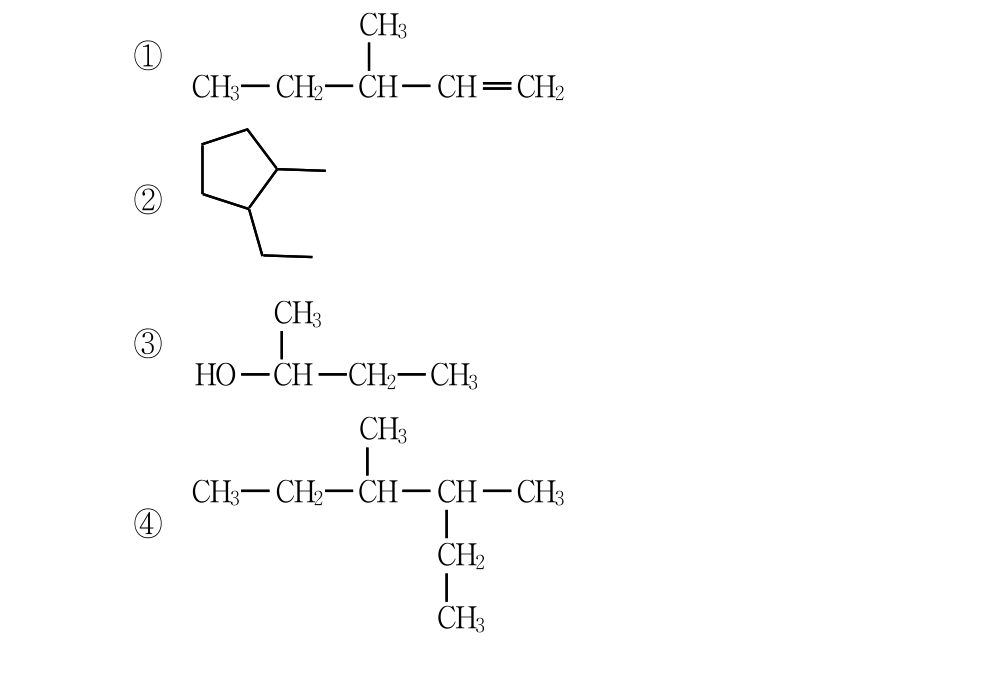 CH₃
① CH₃—CH₂—CH—CH=CH₂
②
CH₃
③ HO—CH—CH₂—CH₃
CH₃
CH₃—CH₂—CH—CH—CH₃
④
CH₂
CH₃